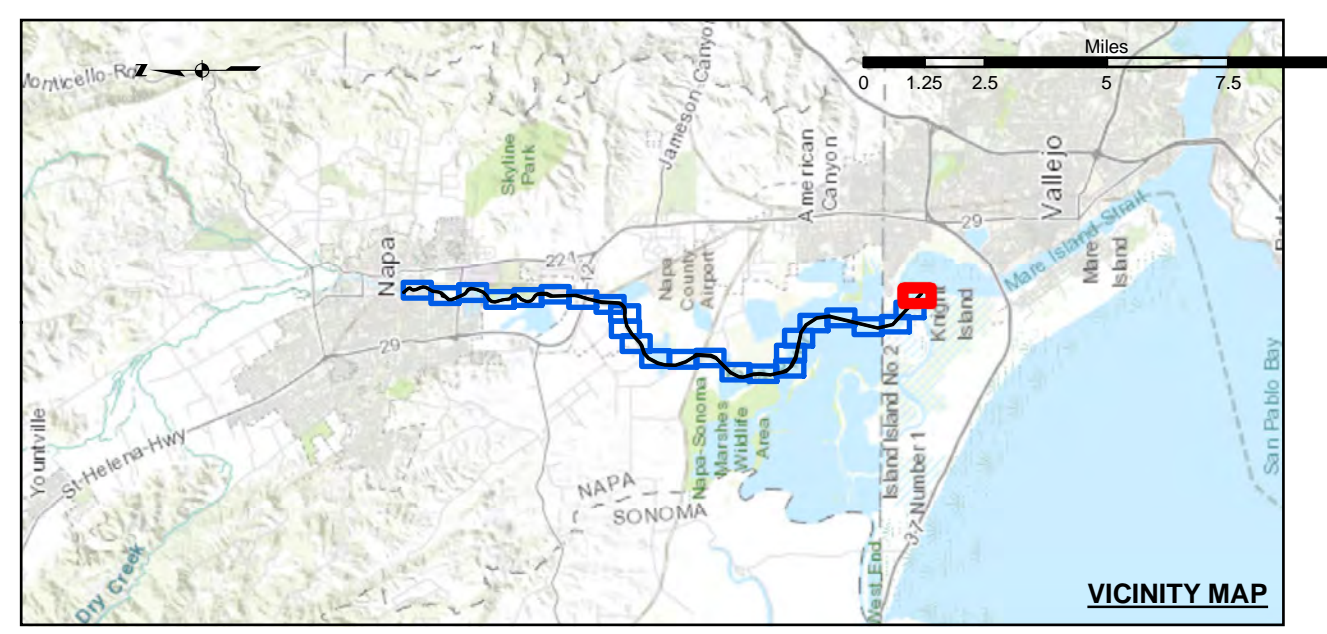 Miles
0 1.25 2.5 5 7.5
Z
Monticello-Rd
Jameson-Canyon
Skyline
Park
American
Canyon
Vallejo
29
Mare Island Strait
Mare
Island
Napa
221
12
Napa
County
Airport
Knight
Island
29
Yountville
St-Helena-Hwy
Napa-Sonoma
Marshes
Wildlife
Area
Island Island No 2
37-Number 1
San Pablo Bay
NAPA
SONOMA
Dry Creek
West End
VICINITY MAP